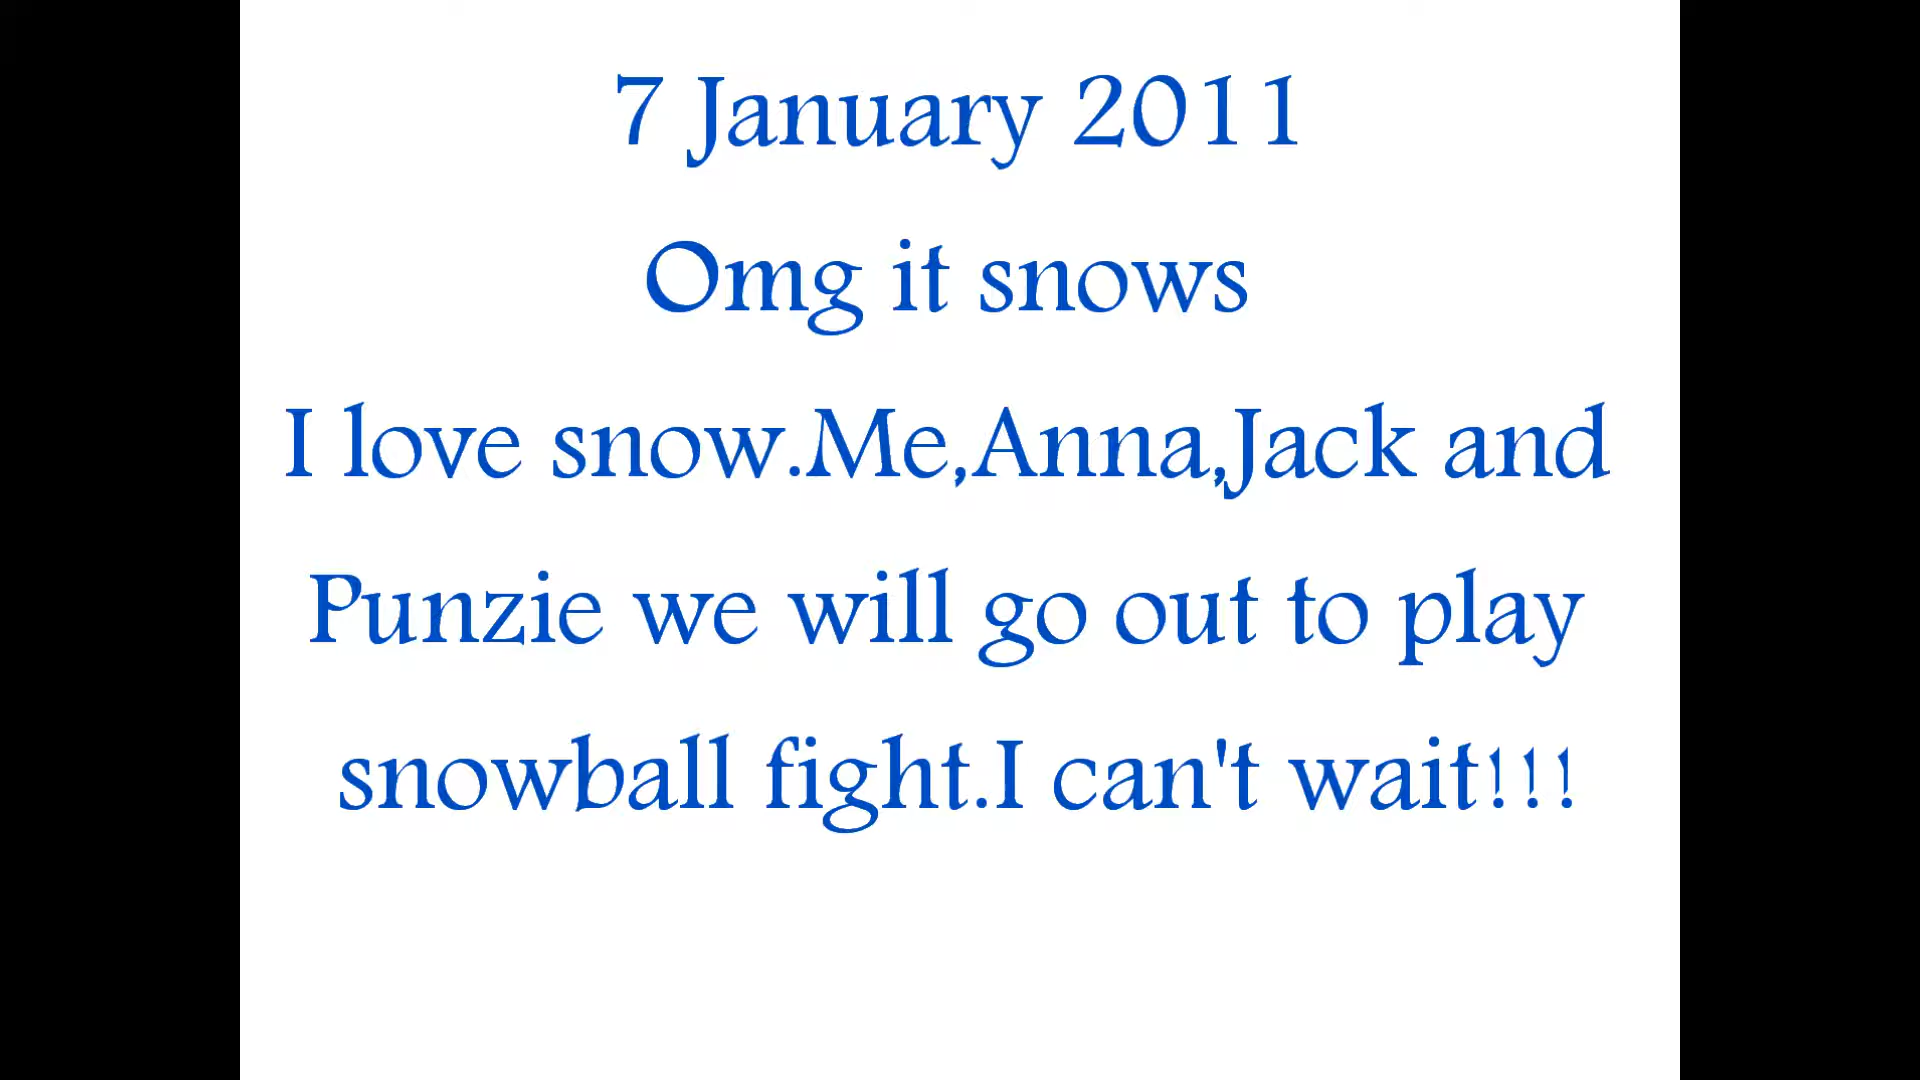 7 January 2011
Omg it snows
I love snow.Me,Anna,Jack and
Punzie we will go out to play
snowball fight.I can't wait!!!